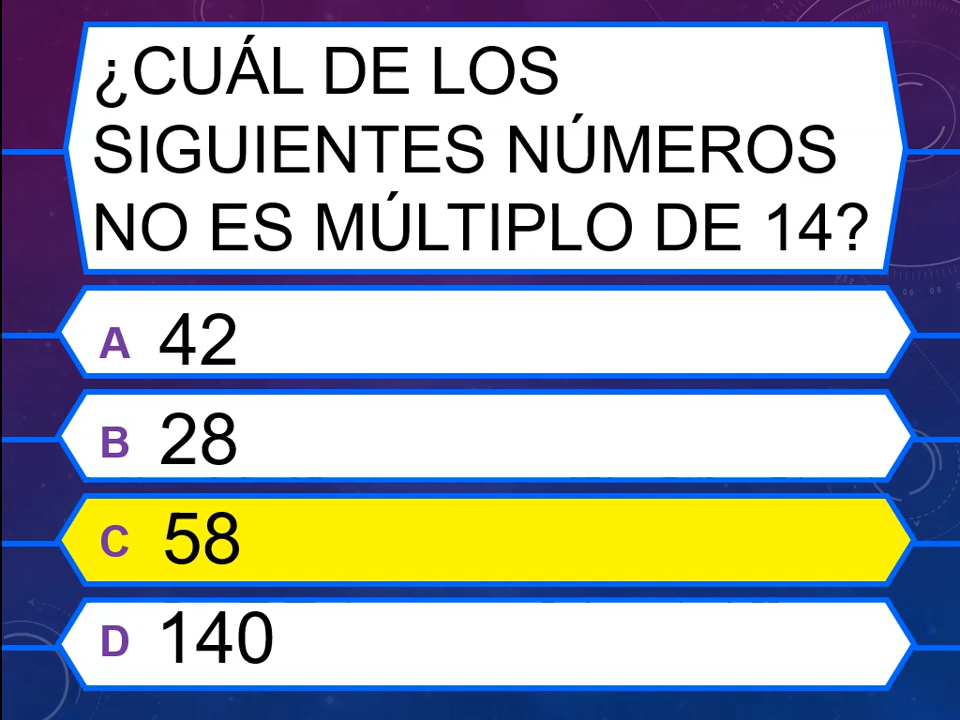 ¿CUÁL DE LOS
SIGUIENTES NÚMEROS
NO ES MÚLTIPLO DE 14?
A 42
B 28
C 58
D 140